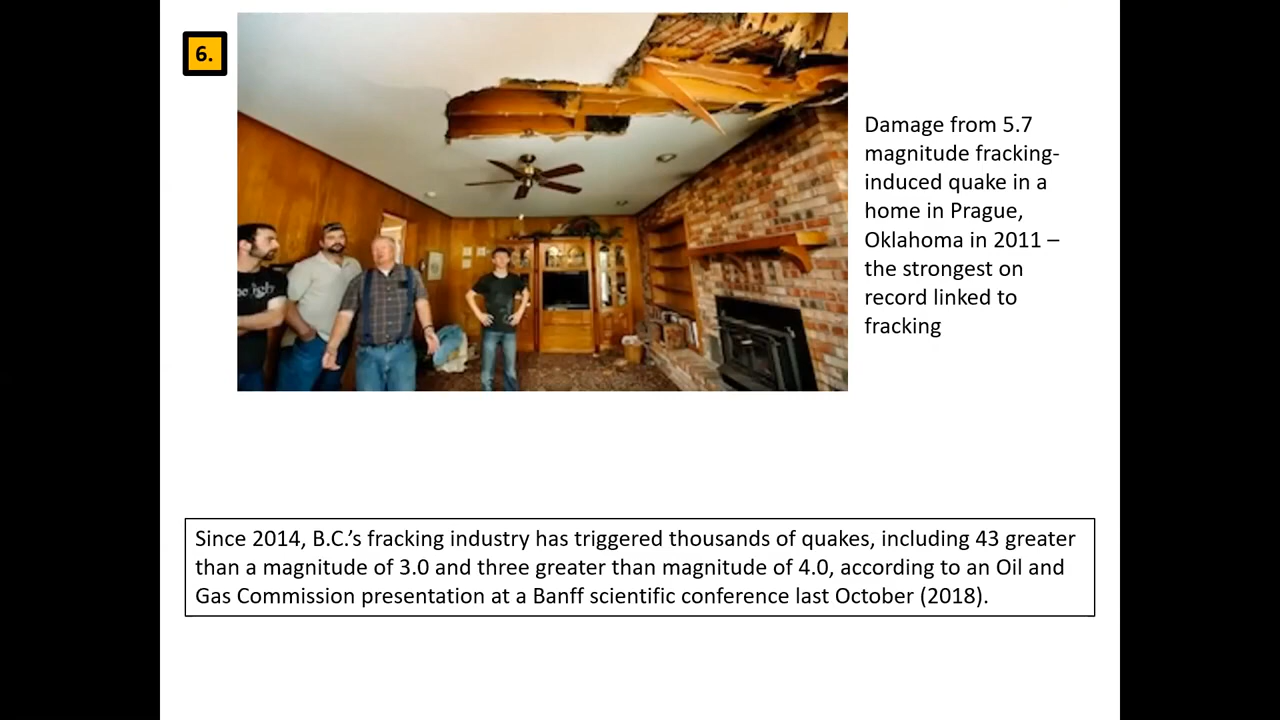 6.
Damage from 5.7
magnitude fracking-
induced quake in a
home in Prague,
Oklahoma in 2011 –
the strongest on
record linked to
fracking
Since 2014, B.C.’s fracking industry has triggered thousands of quakes, including 43 greater
than a magnitude of 3.0 and three greater than magnitude of 4.0, according to an Oil and
Gas Commission presentation at a Banff scientific conference last October (2018).